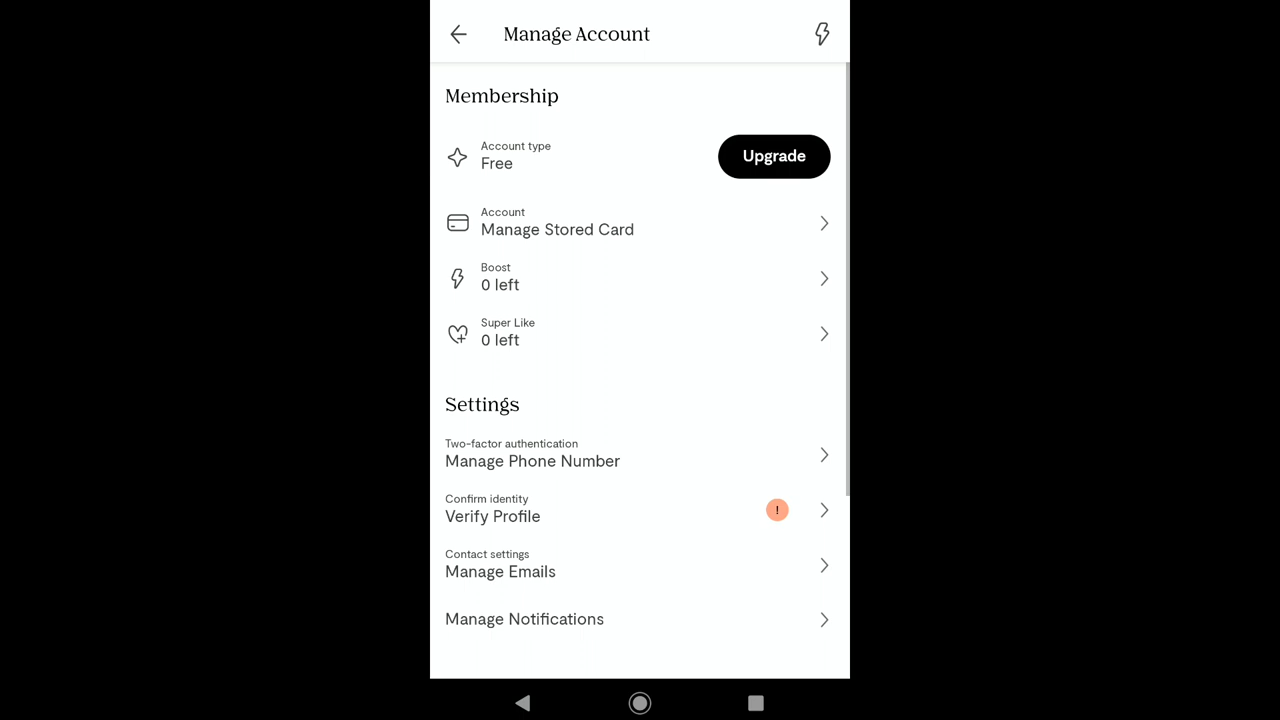 Manage Account
Membership
Account type
Free
Upgrade
Account
Manage Stored Card
Boost
0 left
Super Like
0 left
Settings
Two-factor authentication
Manage Phone Number
Confirm identity
Verify Profile
!
Contact settings
Manage Emails
Manage Notifications